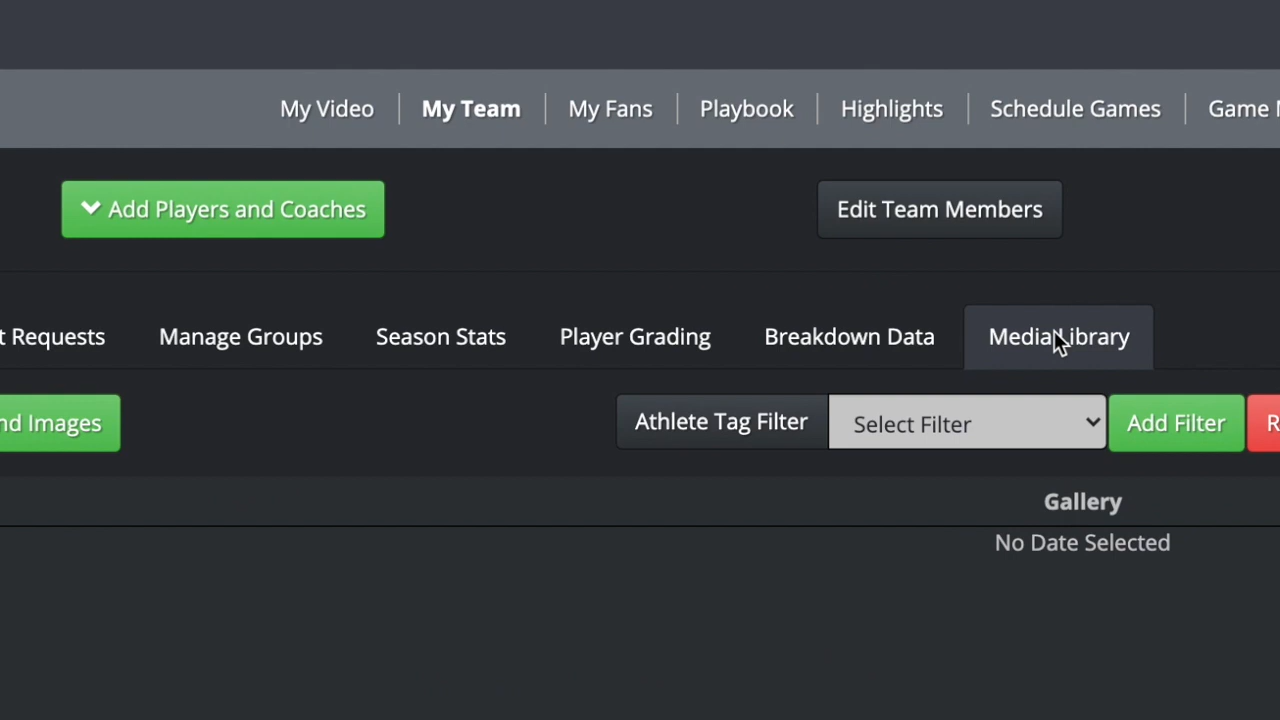 My Video My Team My Fans Playbook Highlights Schedule Games Game
Add Players and Coaches Edit Team Members
Requests Manage Groups Season Stats Player Grading Breakdown Data Media Library
Images Athlete Tag Filter Select Filter Add Filter
Gallery
No Date Selected